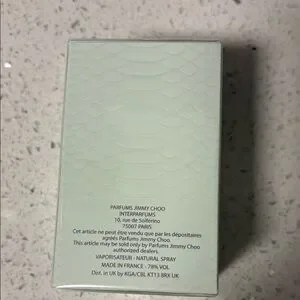 PARFUMS JIMMY CHOO
INTERPARFUMS
10, rue de Solférino
75007 PARIS
Cet article ne peut être vendu que par les dépositaires
agréés Parfums Jimmy Choo.
This article may be sold only by Parfums Jimmy Choo
authorized dealers.
VAPORISATEUR - NATURAL SPRAY
MADE IN FRANCE - 78% VOL
Dist. in UK by KGA/CBL KT13 8RX UK